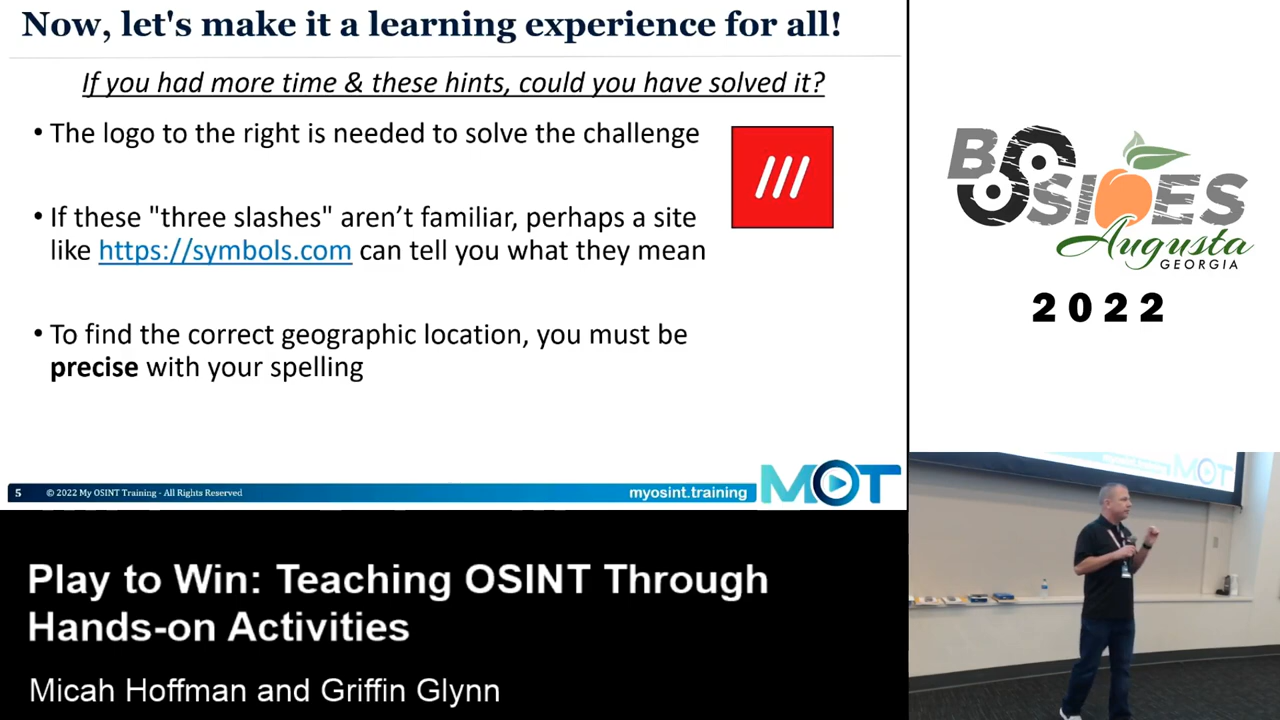 Now, let's make it a learning experience for all!
If you had more time & these hints, could you have solved it?
• The logo to the right is needed to solve the challenge
• If these "three slashes" aren't familiar, perhaps a site
like https://symbols.com can tell you what they mean
• To find the correct geographic location, you must be
precise with your spelling
5 © 2022 My OSINT Training - All Rights Reserved
myosint.training
MOT
BSIDES
Augusta
GEORGIA
2022
myosint.training
MOT
Play to Win: Teaching OSINT Through
Hands-on Activities
Micah Hoffman and Griffin Glynn